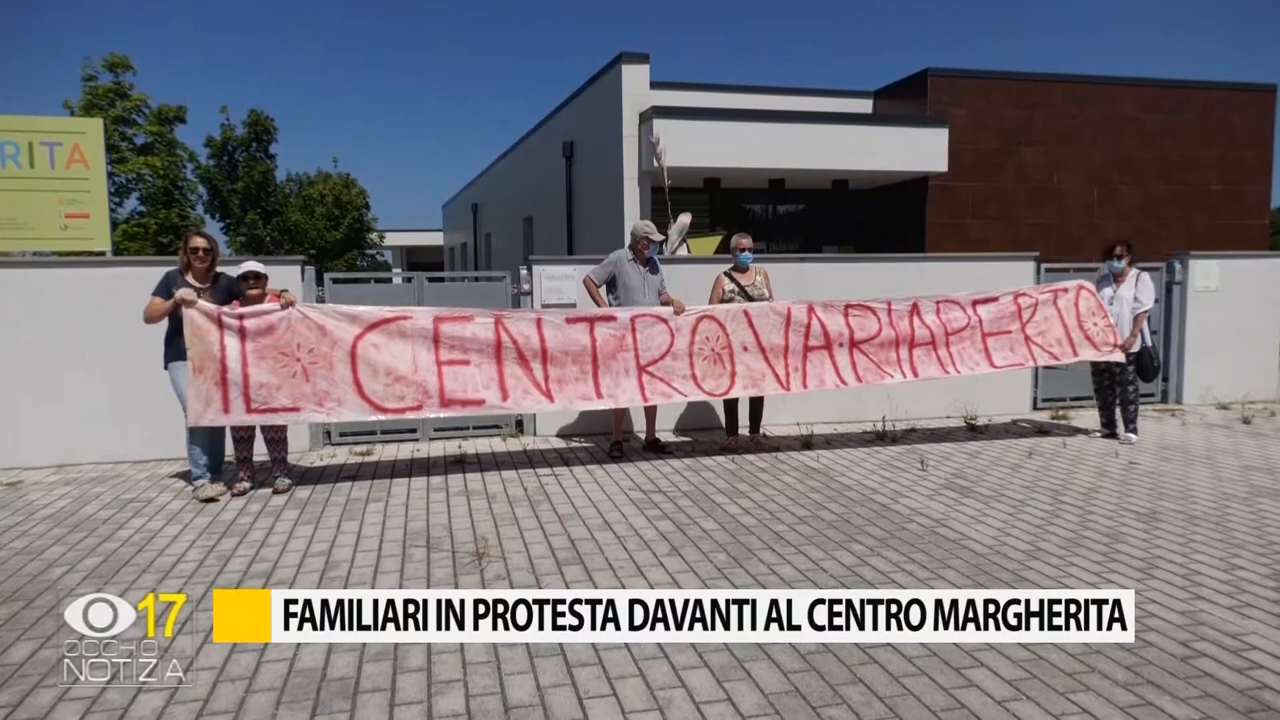 RITA
IL CENTRO·VA·RIAPERTO
17
OCCHIO
NOTIZIA
FAMILIARI IN PROTESTA DAVANTI AL CENTRO MARGHERITA